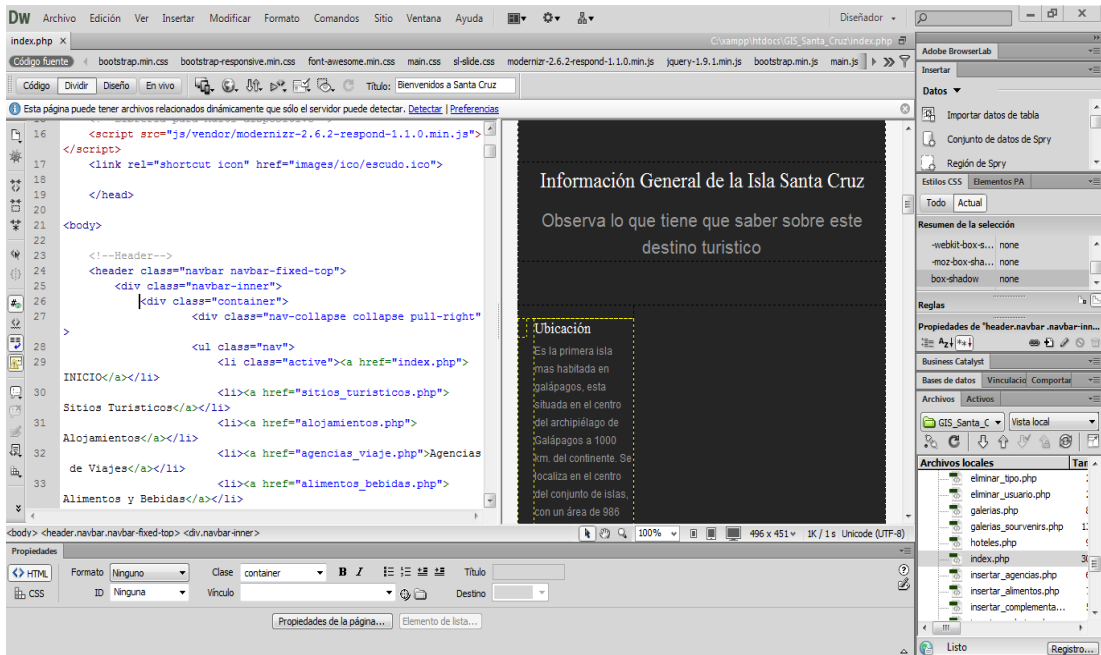 DW Archivo Edición Ver Insertar Modificar Formato Comandos Sitio Ventana Ayuda Diseñador
index.php × C:\xampp\htdocs\GIS_Santa_Cruz\index.php
Código fuente bootstrap.min.css bootstrap-responsive.min.css font-awesome.min.css main.css sl-slide.css modernizr-2.6.2-respond-1.1.0.min.js jquery-1.9.1.min.js bootstrap.min.js main.js
Código Dividir Diseño En vivo Título: Bienvenidos a Santa Cruz
Esta página puede tener archivos relacionados dinámicamente que sólo el servidor puede detectar. Detectar | Preferencias
16 <script src="js/vendor/modernizr-2.6.2-respond-1.1.0.min.js">
</script>
17 <link rel="shortcut icon" href="images/ico/escudo.ico">
18
19 </head>
20
21 <body>
22
23 <!--Header-->
24 <header class="navbar navbar-fixed-top">
25 <div class="navbar-inner">
26 <div class="container">
27 <div class="nav-collapse collapse pull-right"
>
28 <ul class="nav">
29 <li class="active"><a href="index.php">
INICIO</a></li>
30 <li><a href="sitios_turisticos.php">
Sitios Turisticos</a></li>
31 <li><a href="alojamientos.php">
Alojamientos</a></li>
32 <li><a href="agencias_viaje.php">Agencias
de Viajes</a></li>
33 <li><a href="alimentos_bebidas.php">
Alimentos y Bebidas</a></li>
Información General de la Isla Santa Cruz
Observa lo que tiene que saber sobre este
destino turistico
Ubicación
Es la primera isla
mas habitada en
galápagos, esta
situada en el centro
del archipiélago de
Galápagos a 1000
km. del continente. Se
localiza en el centro
del conjunto de islas,
con un área de 986
<body> <header.navbar.navbar-fixed-top> <div.navbar-inner>
100% 496 x 451 1K / 1 s Unicode (UTF-8)
Propiedades
<> HTML Formato Ninguno Clase container B I Título
CSS ID Ninguna Vínculo Destino
Propiedades de la página... Elemento de lista...
Adobe BrowserLab
Insertar
Datos
Importar datos de tabla
Conjunto de datos de Spry
Región de Spry
Estilos CSS Elementos PA
Todo Actual
Resumen de la selección
-webkit-box-s... none
-moz-box-sha... none
box-shadow none
Reglas
Propiedades de "header.navbar .navbar-inn...
Business Catalyst
Bases de datos Vinculacio Comportar
Archivos Activos
GIS_Santa_C Vista local
Archivos locales Tar
eliminar_tipo.php
eliminar_usuario.php
galerias.php
galerias_sourvenirs.php
hoteles.php
index.php
insertar_agencias.php
insertar_alimentos.php
insertar_complementa...
Listo Registro...